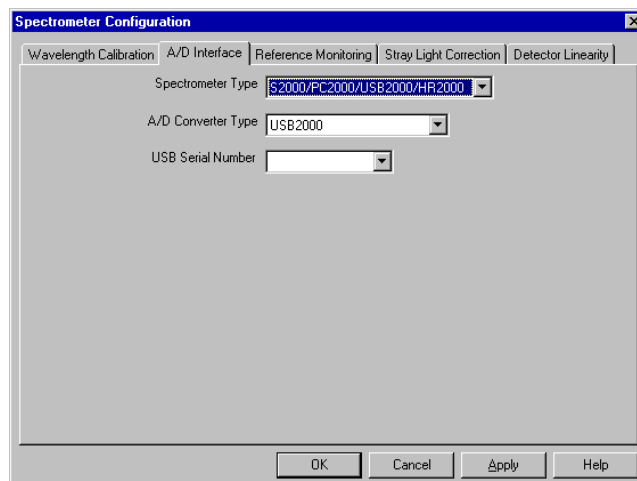 Spectrometer Configuration
Wavelength Calibration A/D Interface Reference Monitoring Stray Light Correction Detector Linearity
Spectrometer Type S2000/PC2000/USB2000/HR2000
A/D Converter Type USB2000
USB Serial Number
OK Cancel Apply Help